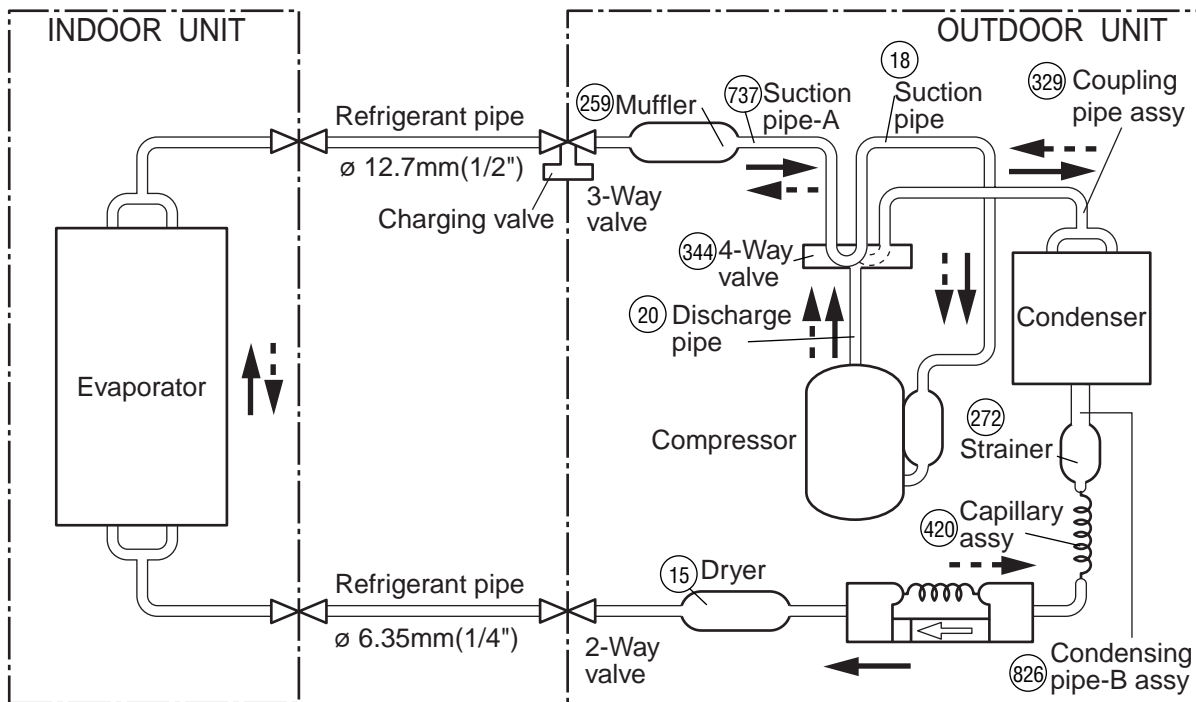 INDOOR UNIT
OUTDOOR UNIT
Refrigerant pipe
ø 12.7mm(1/2")
Charging valve
3-Way
valve
259 Muffler
737 Suction
pipe-A
18
Suction
pipe
329 Coupling
pipe assy
344 4-Way
valve
20 Discharge
pipe
Condenser
Evaporator
Compressor
272
Strainer
420 Capillary
assy
Refrigerant pipe
ø 6.35mm(1/4")
2-Way
valve
15 Dryer
826 Condensing
pipe-B assy